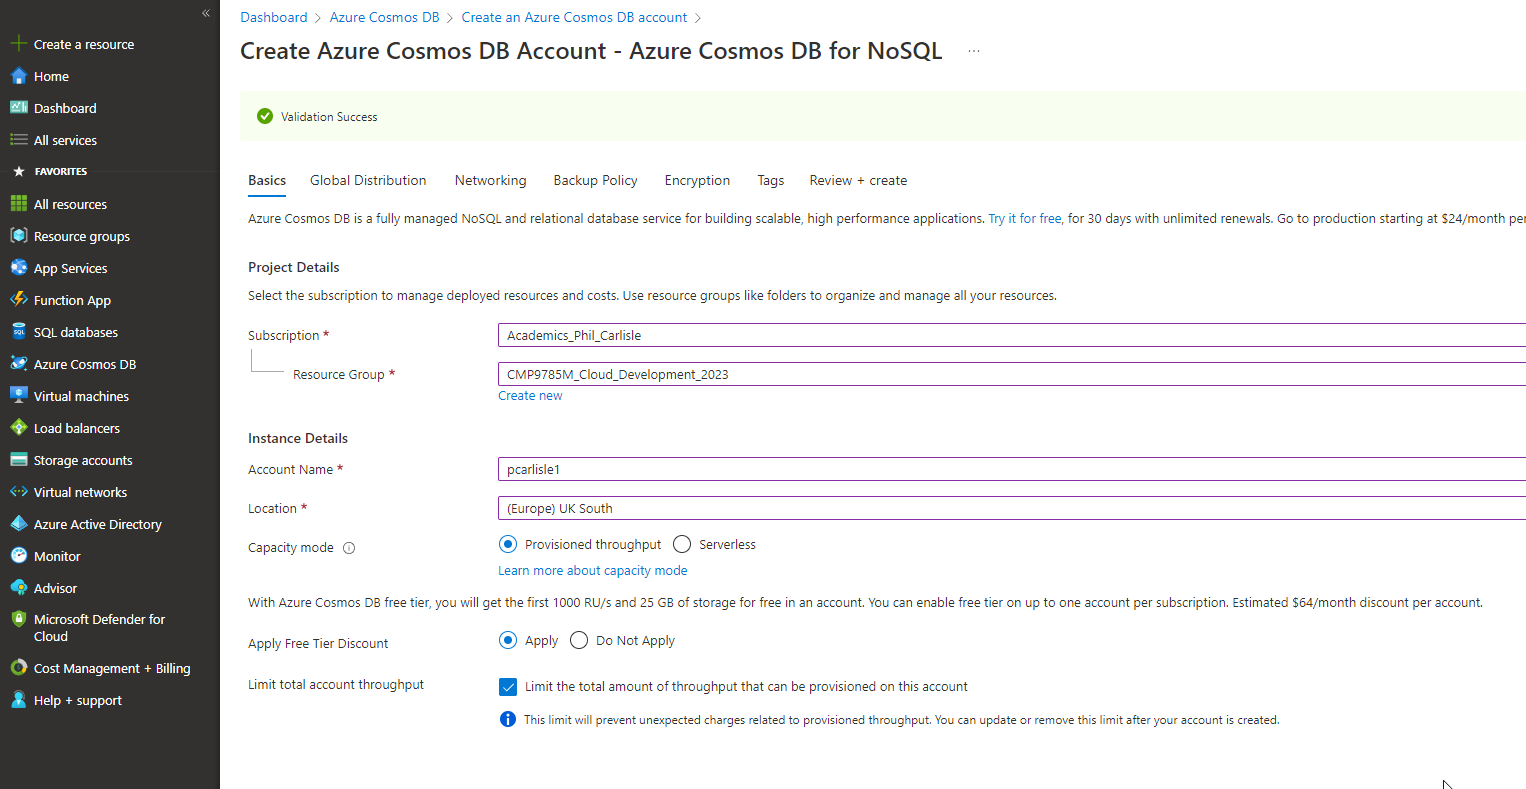 «
Create a resource
Home
Dashboard
All services
FAVORITES
All resources
Resource groups
App Services
Function App
SQL databases
Azure Cosmos DB
Virtual machines
Load balancers
Storage accounts
Virtual networks
Azure Active Directory
Monitor
Advisor
Microsoft Defender for
Cloud
Cost Management + Billing
Help + support
Dashboard > Azure Cosmos DB > Create an Azure Cosmos DB account >
Create Azure Cosmos DB Account - Azure Cosmos DB for NoSQL ...
Validation Success
Basics Global Distribution Networking Backup Policy Encryption Tags Review + create
Azure Cosmos DB is a fully managed NoSQL and relational database service for building scalable, high performance applications. Try it for free, for 30 days with unlimited renewals. Go to production starting at $24/month per
Project Details
Select the subscription to manage deployed resources and costs. Use resource groups like folders to organize and manage all your resources.
Subscription * Academics_Phil_Carlisle
Resource Group * CMP9785M_Cloud_Development_2023
Create new
Instance Details
Account Name * pcarlisle1
Location * (Europe) UK South
Capacity mode Provisioned throughput Serverless
Learn more about capacity mode
With Azure Cosmos DB free tier, you will get the first 1000 RU/s and 25 GB of storage for free in an account. You can enable free tier on up to one account per subscription. Estimated $64/month discount per account.
Apply Free Tier Discount Apply Do Not Apply
Limit total account throughput Limit the total amount of throughput that can be provisioned on this account
This limit will prevent unexpected charges related to provisioned throughput. You can update or remove this limit after your account is created.